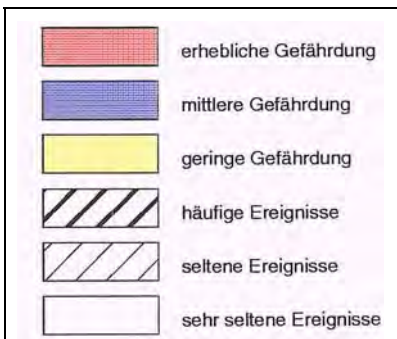 erhebliche Gefährdung
mittlere Gefährdung
geringe Gefährdung
häufige Ereignisse
seltene Ereignisse
sehr seltene Ereignisse